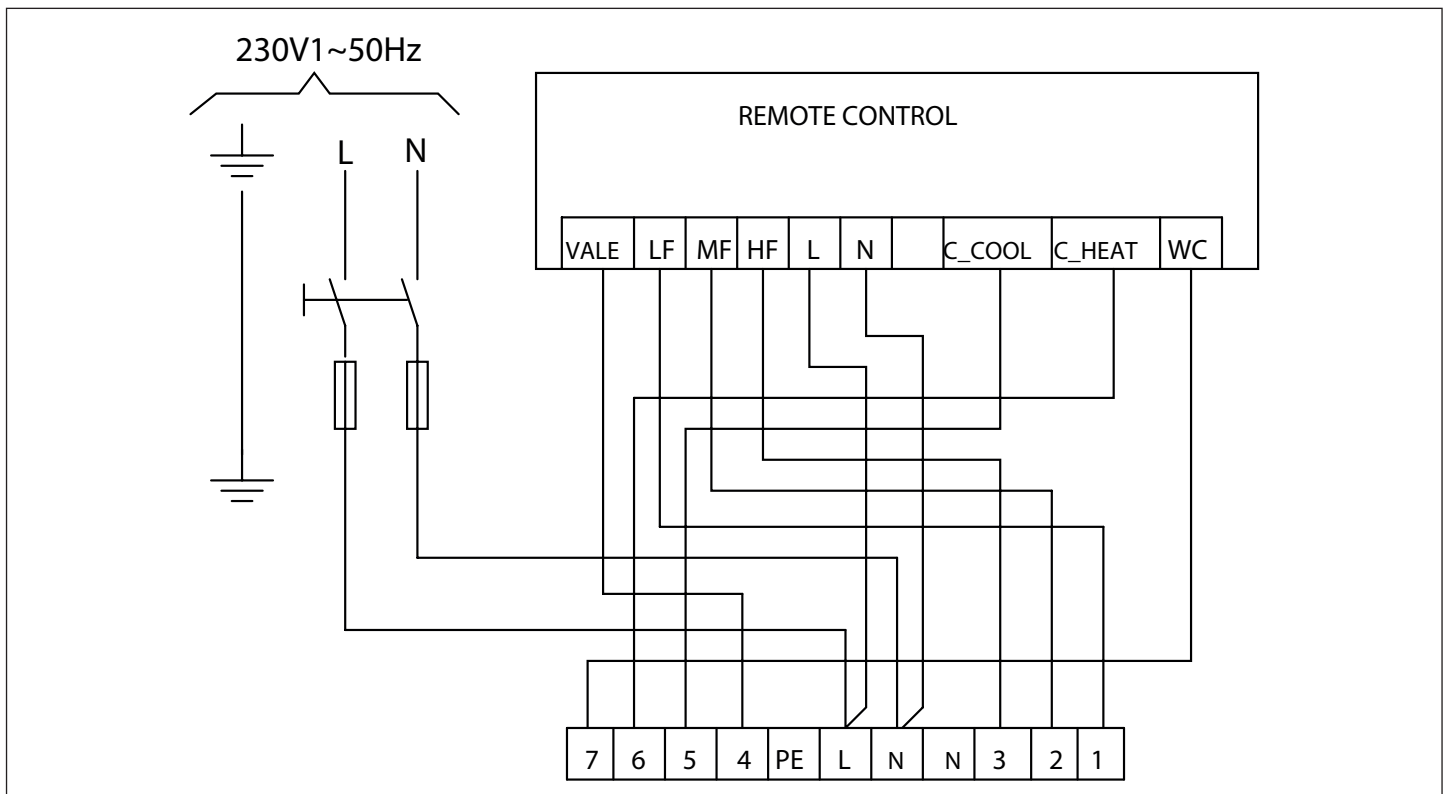 230V1~50Hz
REMOTE CONTROL
L N
VALE LF MF HF L N C_COOL C_HEAT WC
7 6 5 4 PE L N N 3 2 1